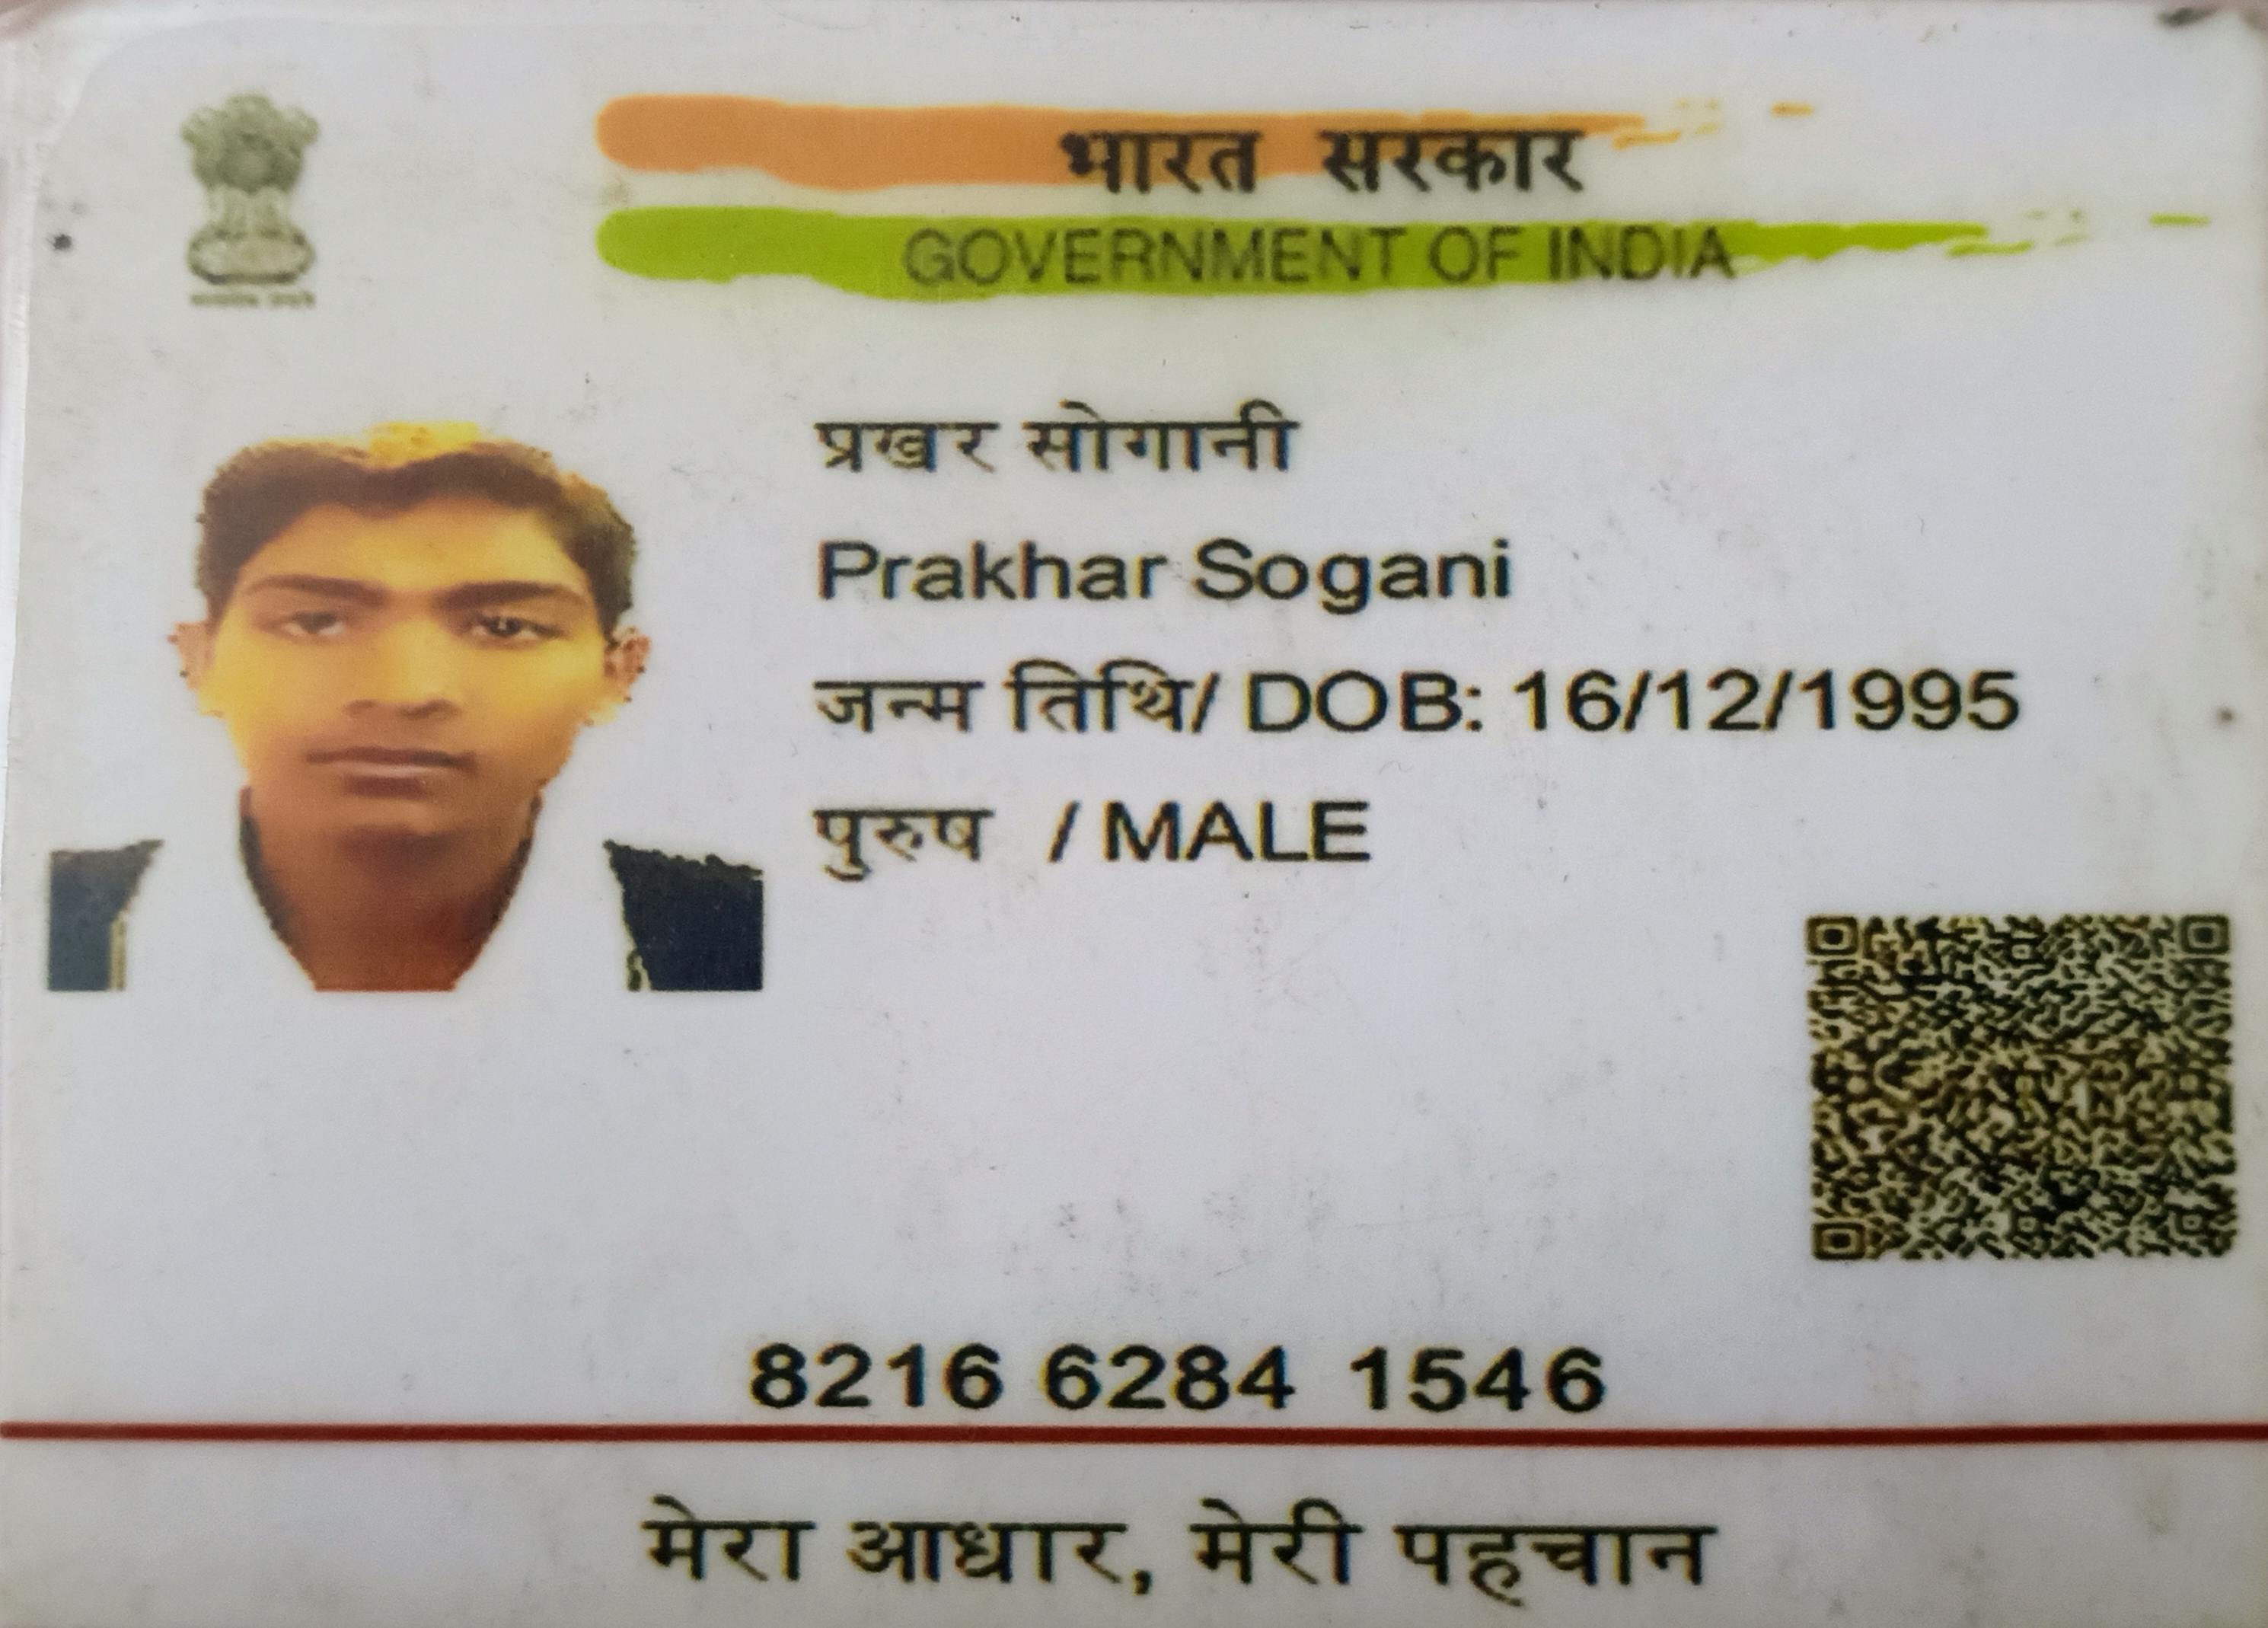 भारत सरकार
GOVERNMENT OF INDIA
प्रखर सोगानी
Prakhar Sogani
जन्म तिथि/ DOB: 16/12/1995
पुरुष / MALE
8216 6284 1546
मेरा आधार, मेरी पहचान